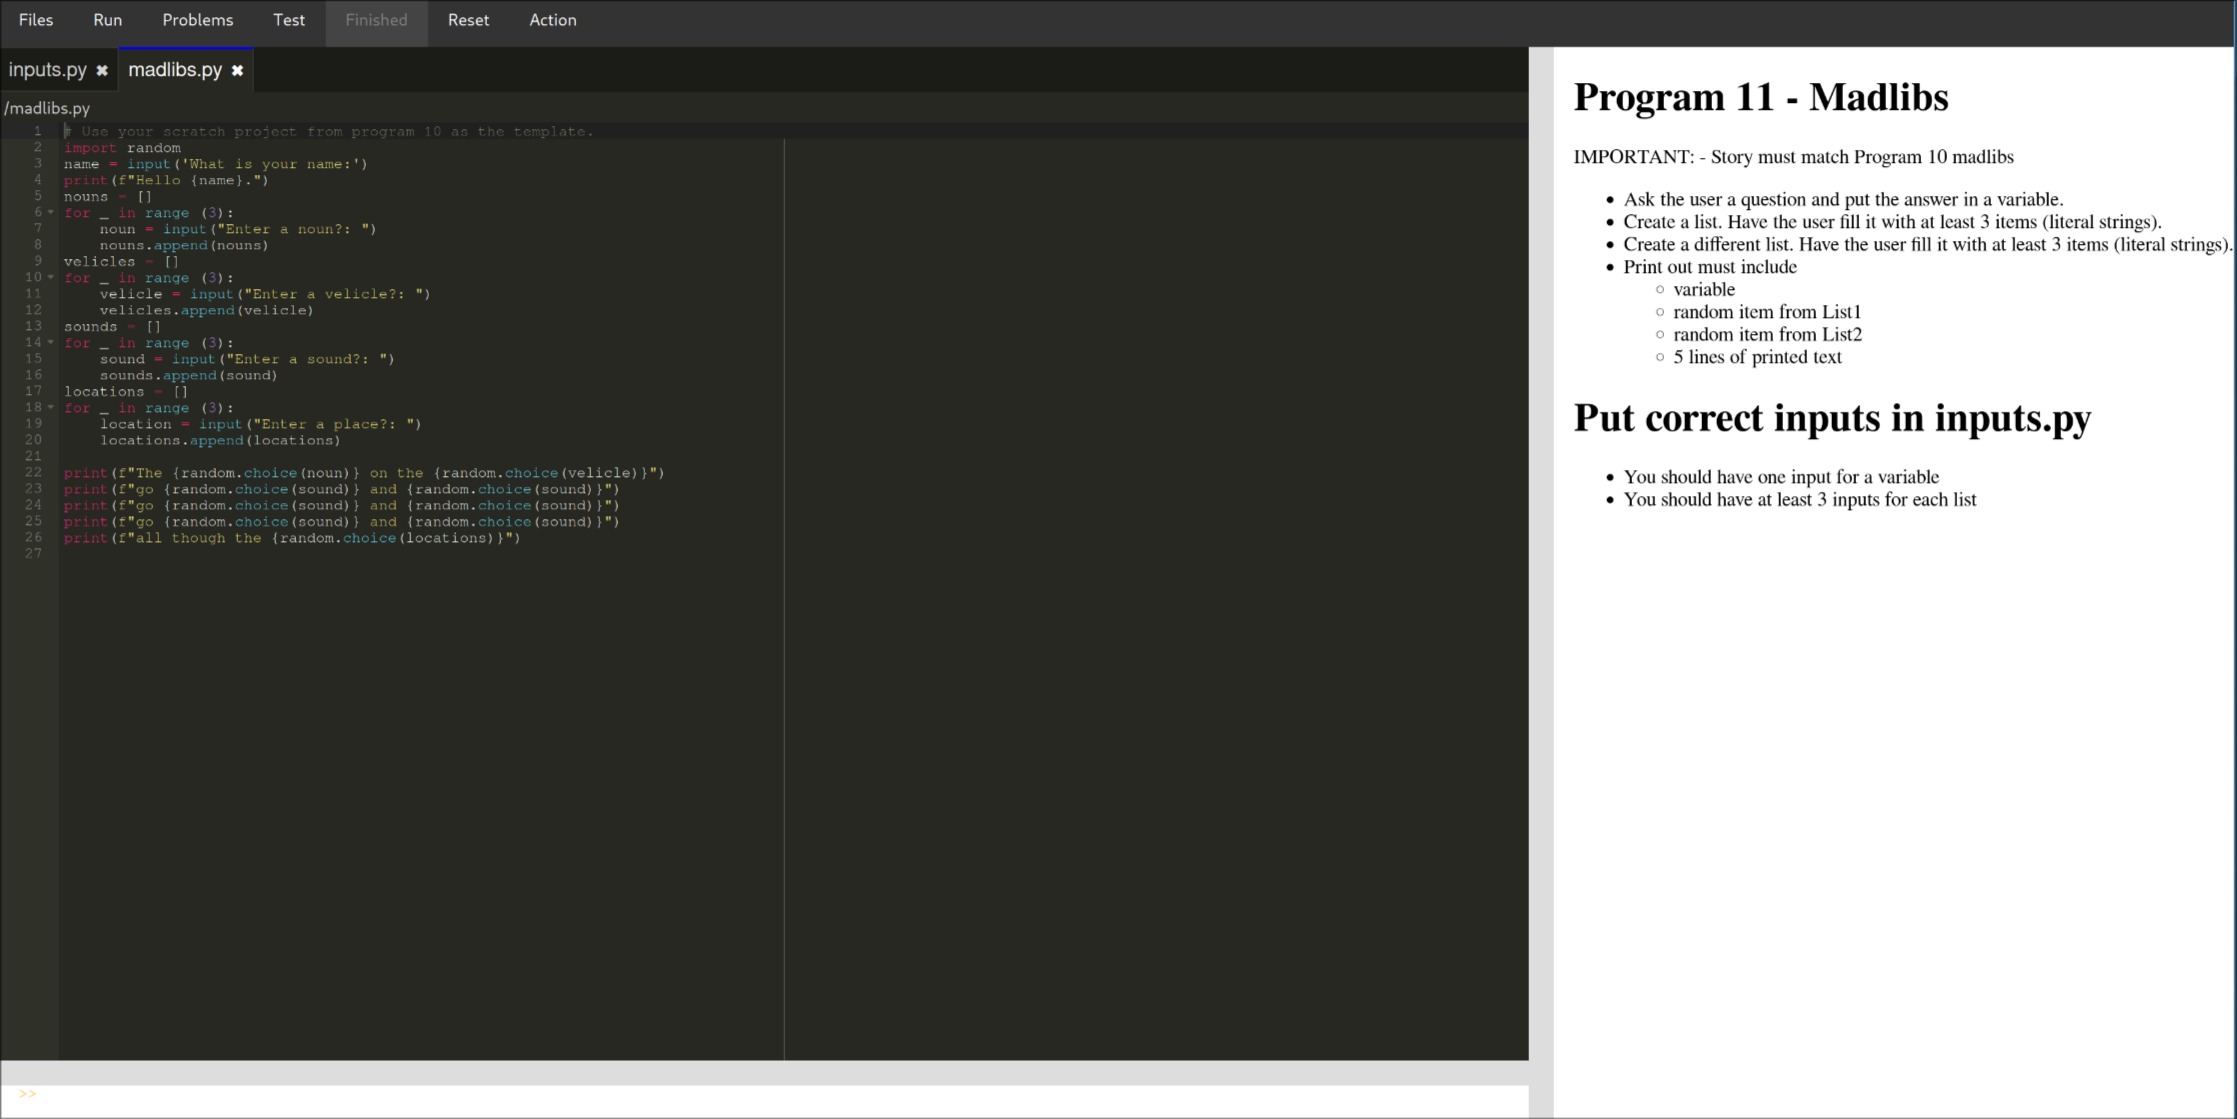 Files Run Problems Test Finished Reset Action
inputs.py ✖ madlibs.py ✖
/madlibs.py
1 # Use your scratch project from program 10 as the template.
2 import random
3 name = input('What is your name:')
4 print(f"Hello {name}.")
5 nouns = []
6 for _ in range (3):
7     noun = input("Enter a noun?: ")
8     nouns.append(nouns)
9 velicles = []
10 for _ in range (3):
11     velicle = input("Enter a velicle?: ")
12     velicles.append(velicle)
13 sounds = []
14 for _ in range (3):
15     sound = input("Enter a sound?: ")
16     sounds.append(sound)
17 locations = []
18 for _ in range (3):
19     location = input("Enter a place?: ")
20     locations.append(locations)
21
22 print(f"The {random.choice(noun)} on the {random.choice(velicle)}")
23 print(f"go {random.choice(sound)} and {random.choice(sound)}")
24 print(f"go {random.choice(sound)} and {random.choice(sound)}")
25 print(f"go {random.choice(sound)} and {random.choice(sound)}")
26 print(f"all though the {random.choice(locations)}")
27
>>
Program 11 - Madlibs
IMPORTANT: - Story must match Program 10 madlibs
• Ask the user a question and put the answer in a variable.
• Create a list. Have the user fill it with at least 3 items (literal strings).
• Create a different list. Have the user fill it with at least 3 items (literal strings).
• Print out must include
○ variable
○ random item from List1
○ random item from List2
○ 5 lines of printed text
Put correct inputs in inputs.py
• You should have one input for a variable
• You should have at least 3 inputs for each list